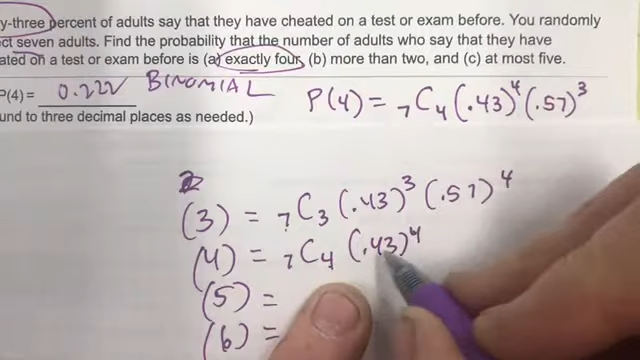 y-three percent of adults say that they have cheated on a test or exam before. You randomly
ect seven adults. Find the probability that the number of adults who say that they have
ated on a test or exam before is (a) exactly four, (b) more than two, and (c) at most five.
P(4) = 0.222 BINOMIAL P(4) = ₇C₄ (.43)⁴ (.57)³
und to three decimal places as needed.)
(3) = ₇C₃ (.43)³ (.57)⁴
(4) = ₇C₄ (.43)⁴
(5) =
(6) =